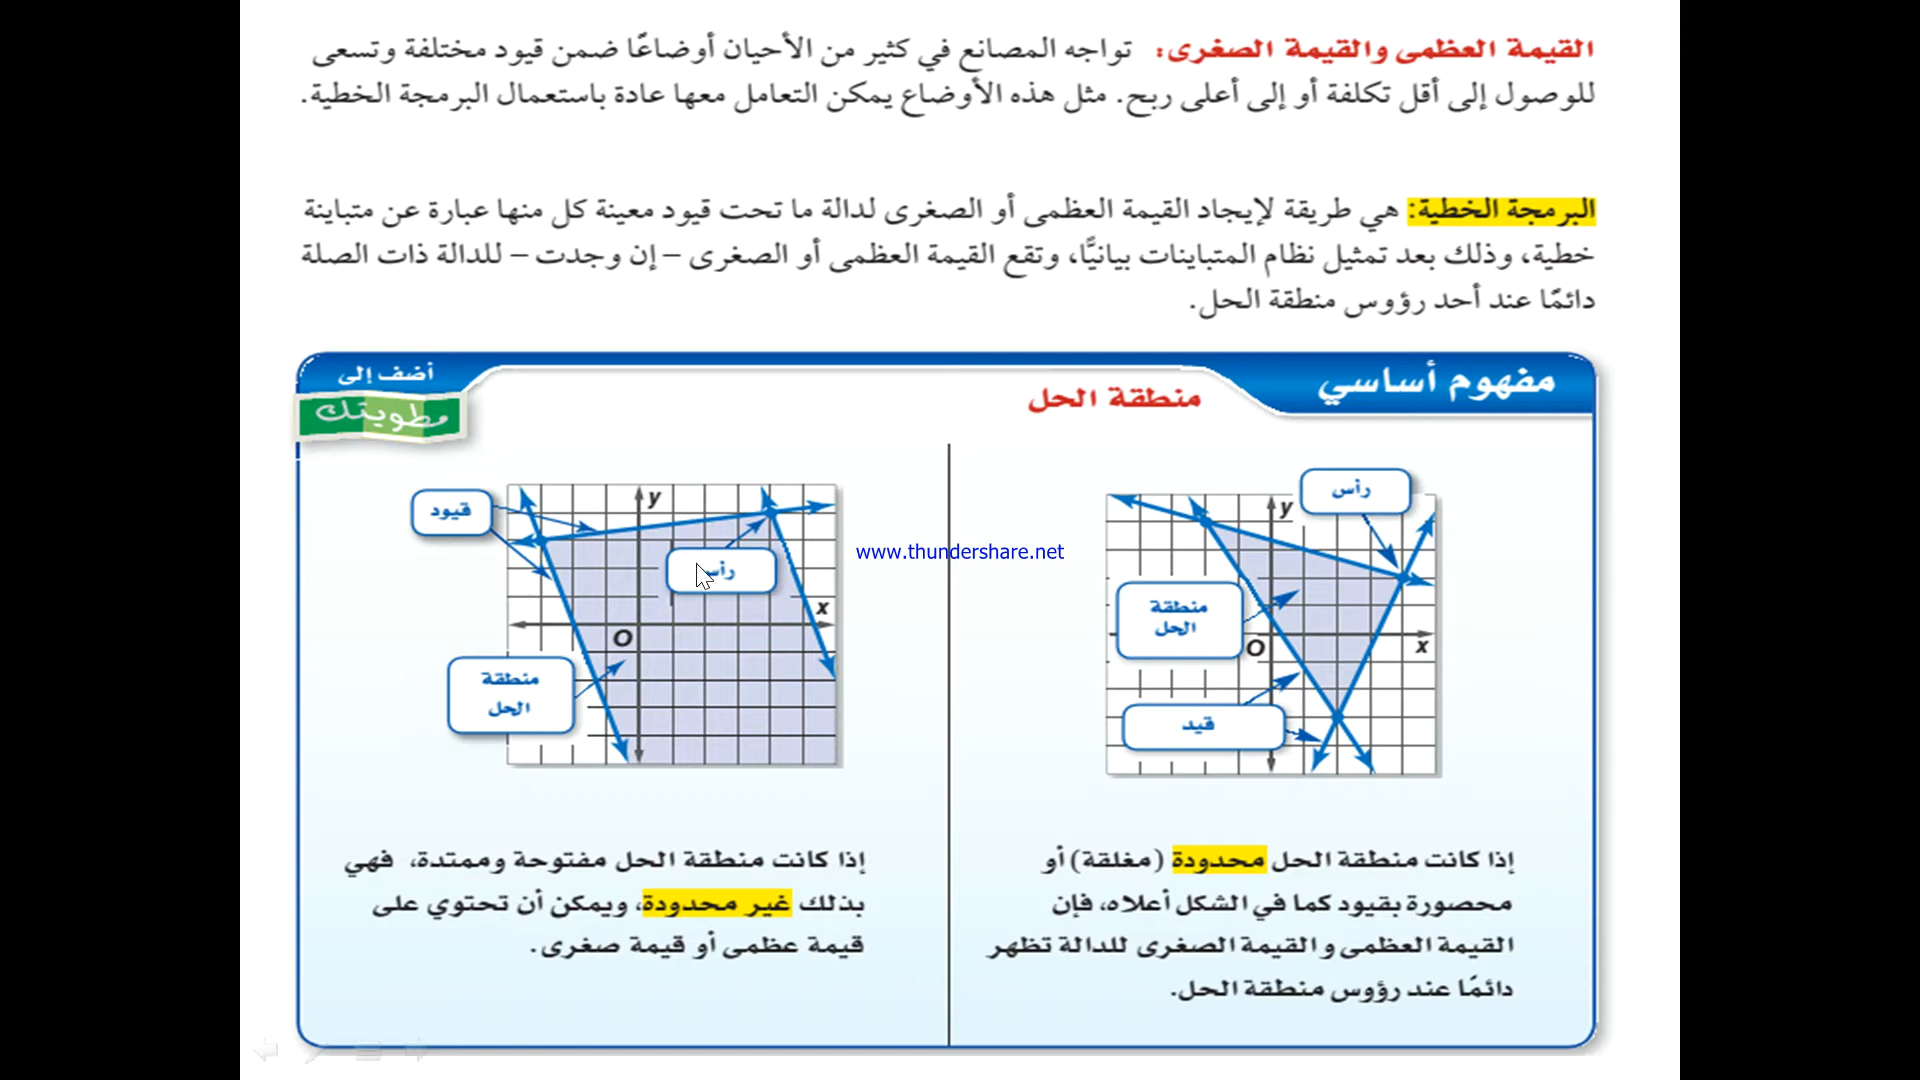 القيمة العظمى والقيمة الصغرى: تواجه المصانع في كثير من الأحيان أوضاعًا ضمن قيود مختلفة وتسعى
للوصول إلى أقل تكلفة أو إلى أعلى ربح. مثل هذه الأوضاع يمكن التعامل معها عادة باستعمال البرمجة الخطية.
البرمجة الخطية: هي طريقة لإيجاد القيمة العظمى أو الصغرى لدالة ما تحت قيود معينة كل منها عبارة عن متباينة
خطية، وذلك بعد تمثيل نظام المتباينات بيانيًّا، وتقع القيمة العظمى أو الصغرى – إن وجدت – للدالة ذات الصلة
دائمًا عند أحد رؤوس منطقة الحل.
مفهوم أساسي
منطقة الحل
أضف إلى
مطويتك
رأس
y
منطقة
الحل
O
x
قيد
إذا كانت منطقة الحل محدودة (مغلقة) أو
محصورة بقيود كما في الشكل أعلاه، فإن
القيمة العظمى والقيمة الصغرى للدالة تظهر
دائمًا عند رؤوس منطقة الحل.
www.thundershare.net
قيود
y
رأس
x
O
منطقة
الحل
إذا كانت منطقة الحل مفتوحة وممتدة، فهي
بذلك غير محدودة، ويمكن أن تحتوي على
قيمة عظمى أو قيمة صغرى.